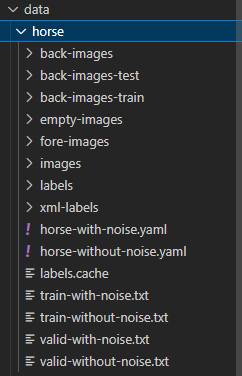 data
horse
back-images
back-images-test
back-images-train
empty-images
fore-images
images
labels
xml-labels
! horse-with-noise.yaml
! horse-without-noise.yaml
labels.cache
train-with-noise.txt
train-without-noise.txt
valid-with-noise.txt
valid-without-noise.txt